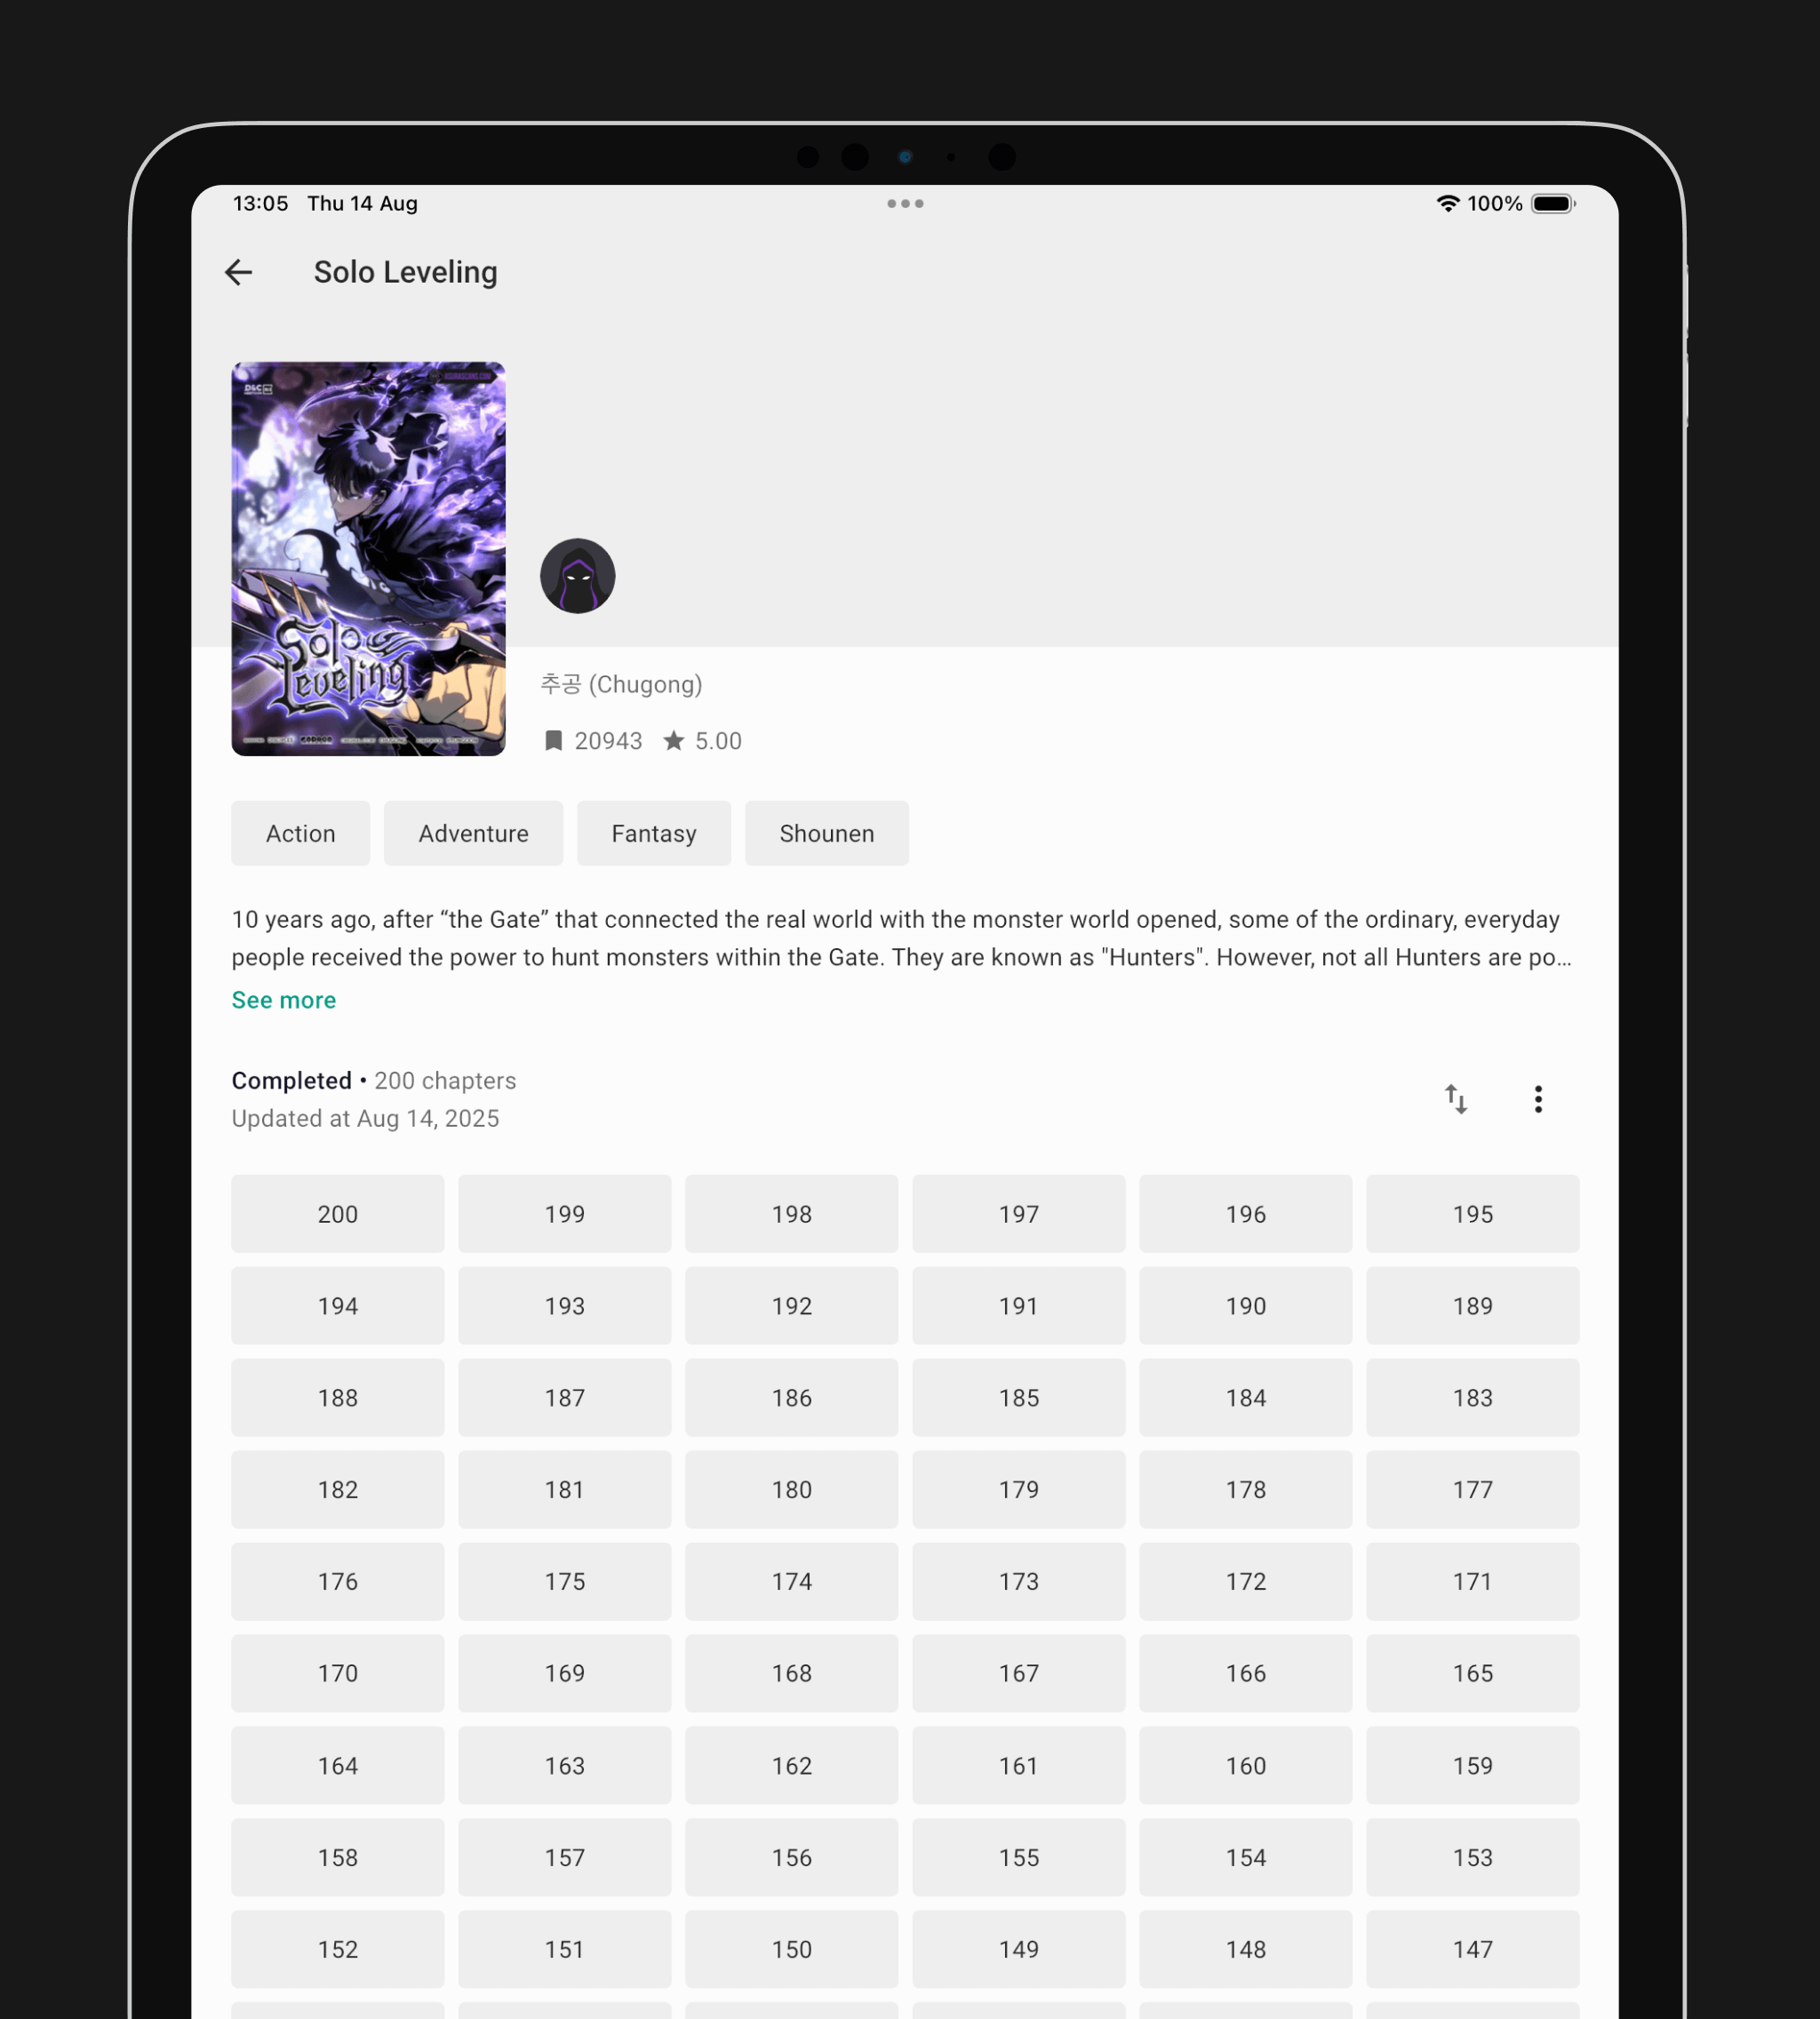 13:05 Thu 14 Aug
100%
Solo Leveling
ASURASCANS.COM
D&C
Solo
Leveling
추공 (Chugong)
20943 5.00
Action Adventure Fantasy Shounen
10 years ago, after “the Gate” that connected the real world with the monster world opened, some of the ordinary, everyday
people received the power to hunt monsters within the Gate. They are known as "Hunters". However, not all Hunters are po…
See more
Completed • 200 chapters
Updated at Aug 14, 2025
200 199 198 197 196 195
194 193 192 191 190 189
188 187 186 185 184 183
182 181 180 179 178 177
176 175 174 173 172 171
170 169 168 167 166 165
164 163 162 161 160 159
158 157 156 155 154 153
152 151 150 149 148 147